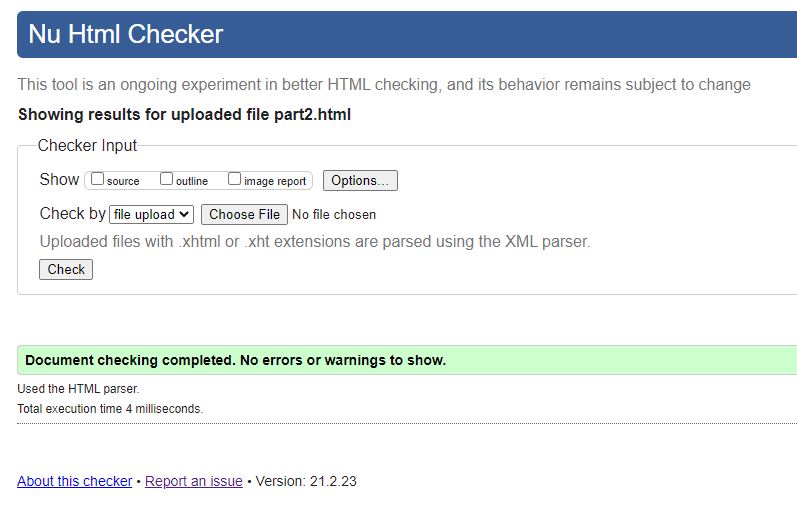 Nu Html Checker
This tool is an ongoing experiment in better HTML checking, and its behavior remains subject to change
Showing results for uploaded file part2.html
Checker Input
Show source outline image report Options...
Check by file upload Choose File No file chosen
Uploaded files with .xhtml or .xht extensions are parsed using the XML parser.
Check
Document checking completed. No errors or warnings to show.
Used the HTML parser.
Total execution time 4 milliseconds.
About this checker • Report an issue • Version: 21.2.23